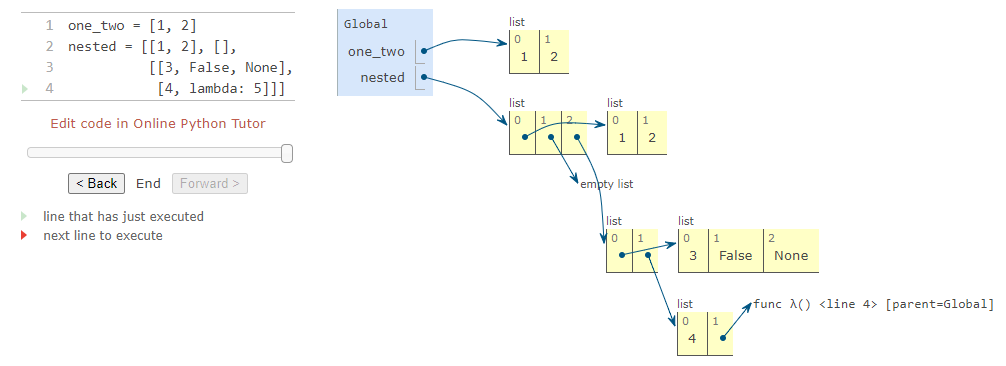 1 one_two = [1, 2]
2 nested = [[1, 2], [],
3 [[3, False, None],
4 [4, lambda: 5]]]
Edit code in Online Python Tutor
< Back End Forward >
line that has just executed
next line to execute
Global
one_two
nested
list
0 1
1 2
list
0 1 2
list
0 1
1 2
empty list
list
0 1
list
0 1 2
3 False None
list
0 1
4
func λ() <line 4> [parent=Global]